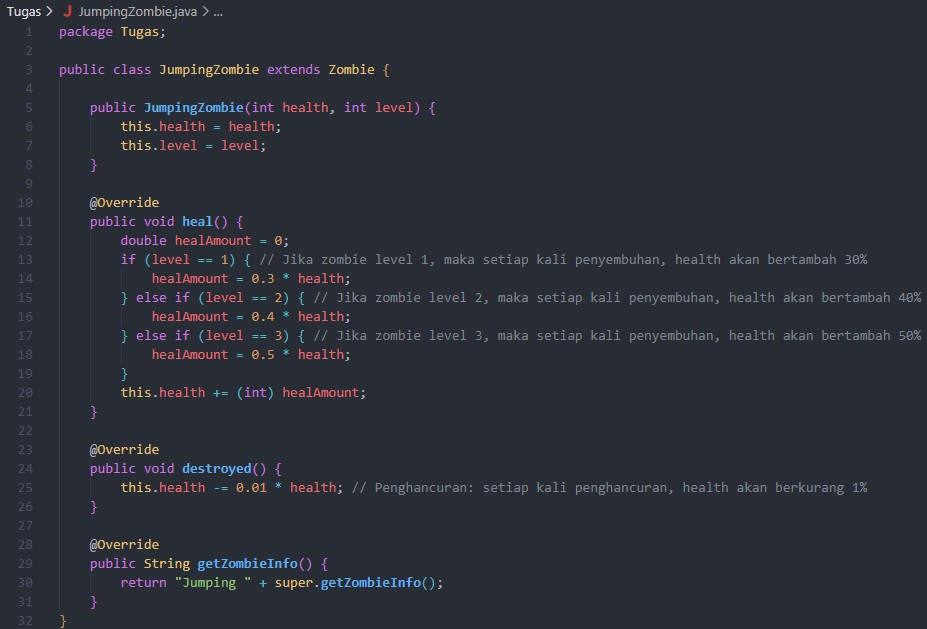 Tugas > J JumpingZombie.java > ...
1 package Tugas;
2
3 public class JumpingZombie extends Zombie {
4
5     public JumpingZombie(int health, int level) {
6         this.health = health;
7         this.level = level;
8     }
9
10     @Override
11     public void heal() {
12         double healAmount = 0;
13         if (level == 1) { // Jika zombie level 1, maka setiap kali penyembuhan, health akan bertambah 30%
14             healAmount = 0.3 * health;
15         } else if (level == 2) { // Jika zombie level 2, maka setiap kali penyembuhan, health akan bertambah 40%
16             healAmount = 0.4 * health;
17         } else if (level == 3) { // Jika zombie level 3, maka setiap kali penyembuhan, health akan bertambah 50%
18             healAmount = 0.5 * health;
19         }
20         this.health += (int) healAmount;
21     }
22
23     @Override
24     public void destroyed() {
25         this.health -= 0.01 * health; // Penghancuran: setiap kali penghancuran, health akan berkurang 1%
26     }
27
28     @Override
29     public String getZombieInfo() {
30         return "Jumping " + super.getZombieInfo();
31     }
32 }